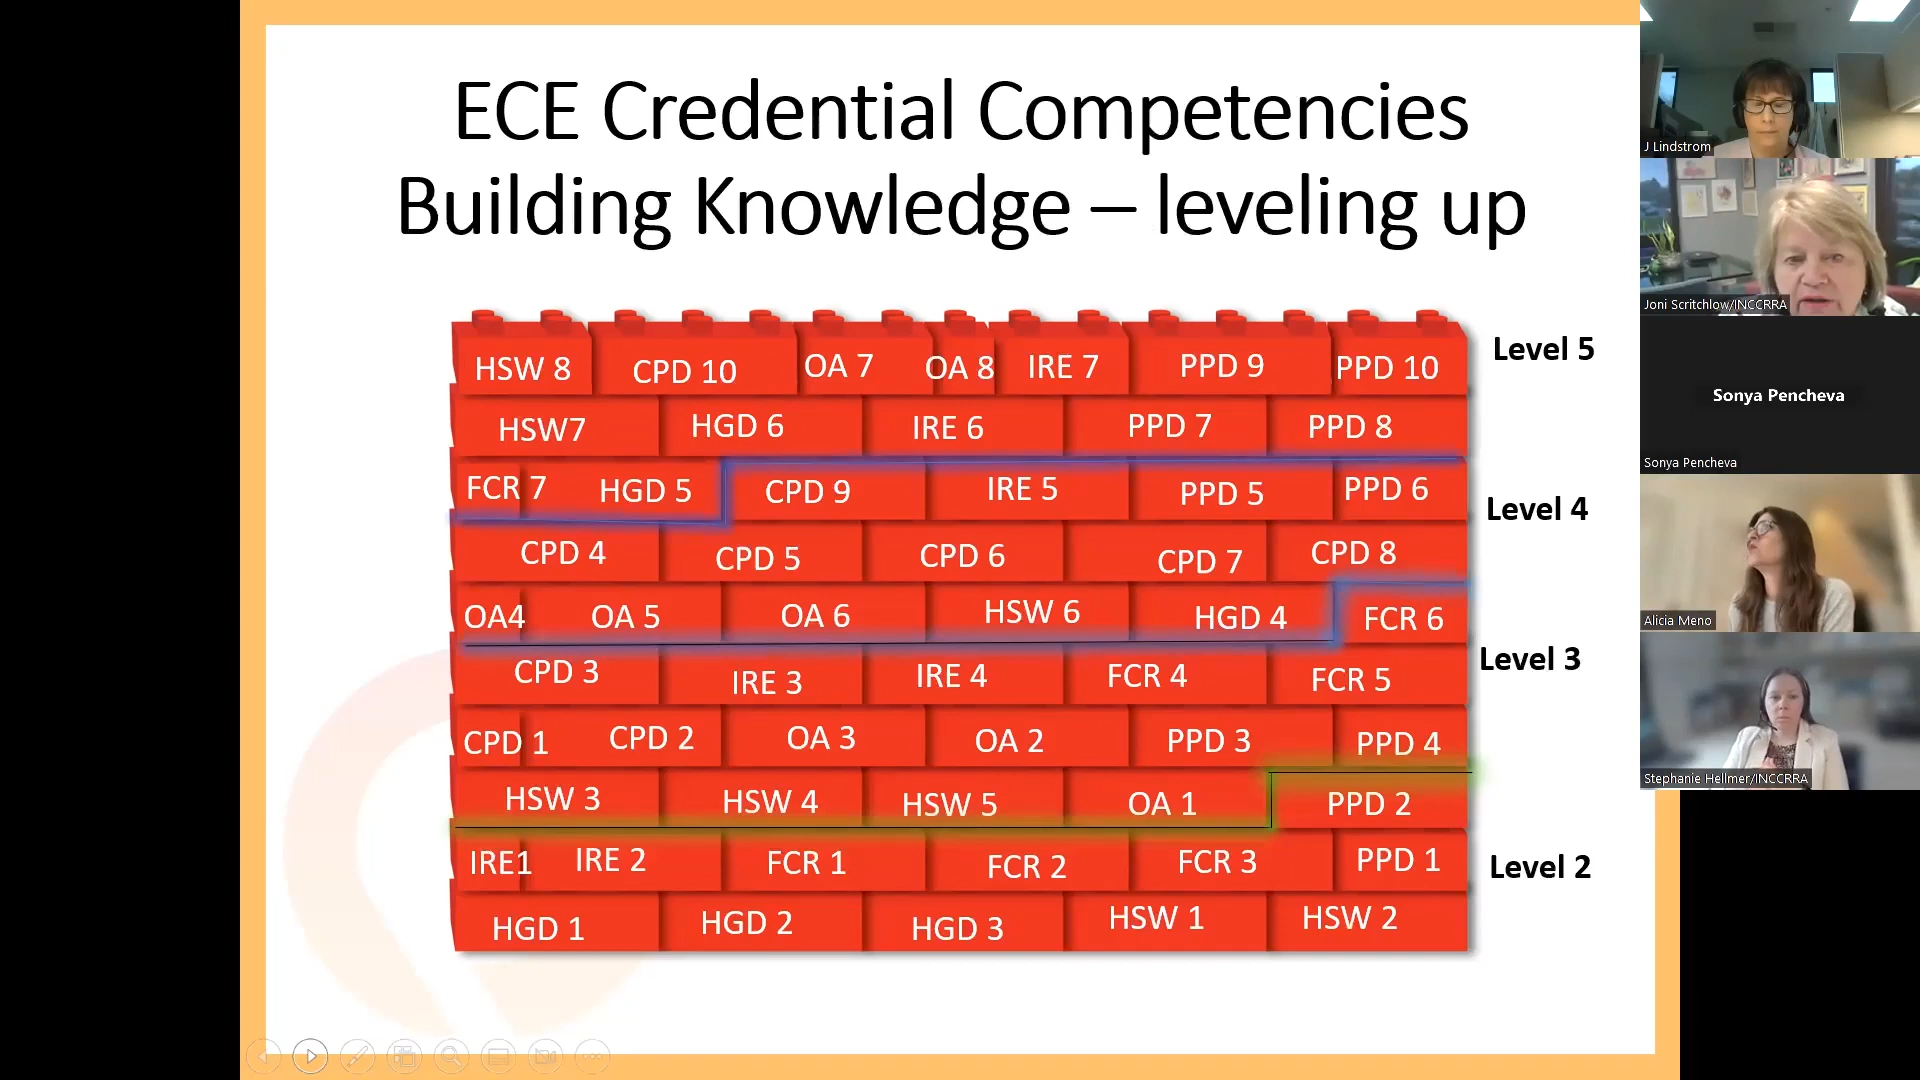 ECE Credential Competencies
Building Knowledge – leveling up
HSW 8 CPD 10 OA 7 OA 8 IRE 7 PPD 9 PPD 10
Level 5
HSW7 HGD 6 IRE 6 PPD 7 PPD 8
FCR 7 HGD 5 CPD 9 IRE 5 PPD 5 PPD 6
Level 4
CPD 4 CPD 5 CPD 6 CPD 7 CPD 8
OA4 OA 5 OA 6 HSW 6 HGD 4 FCR 6
Level 3
CPD 3 IRE 3 IRE 4 FCR 4 FCR 5
CPD 1 CPD 2 OA 3 OA 2 PPD 3 PPD 4
HSW 3 HSW 4 HSW 5 OA 1 PPD 2
IRE1 IRE 2 FCR 1 FCR 2 FCR 3 PPD 1
Level 2
HGD 1 HGD 2 HGD 3 HSW 1 HSW 2
J Lindstrom
Joni Scritchlow/INCCRRA
Sonya Pencheva
Sonya Pencheva
Alicia Meno
Stephanie Hellmer/INCCRRA